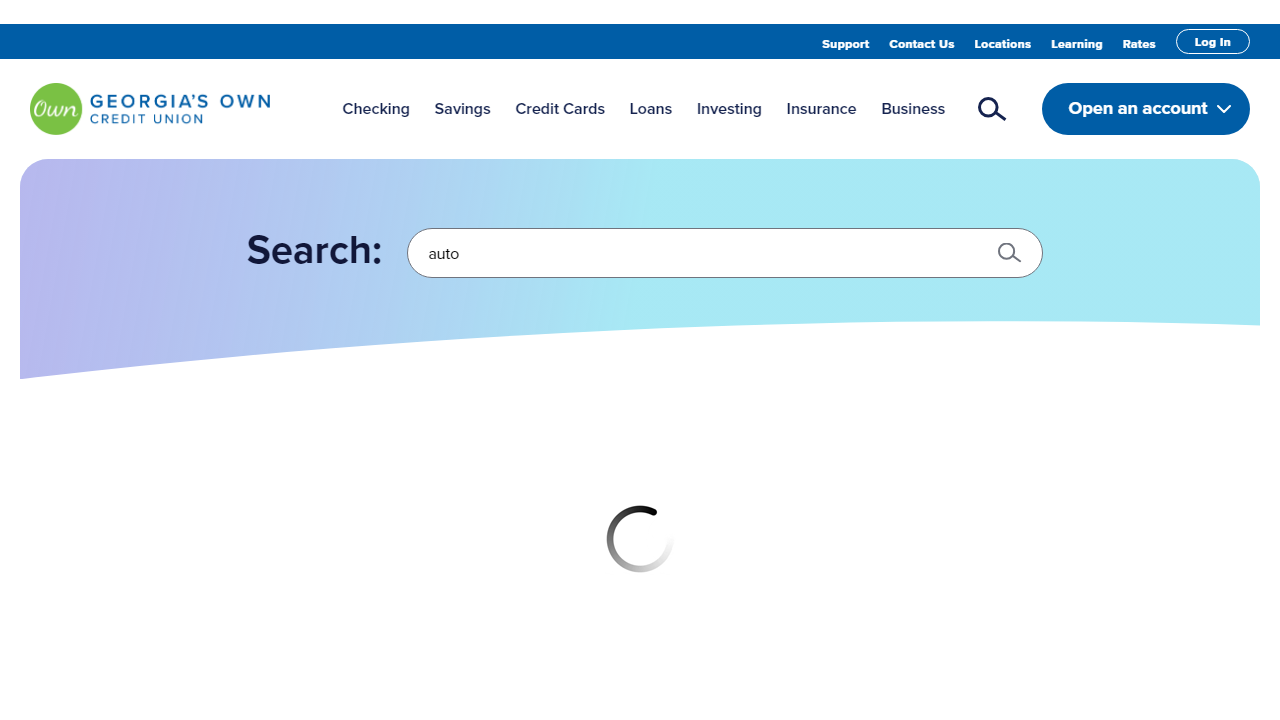 Support Contact Us Locations Learning Rates Log In
Own GEORGIA'S OWN
CREDIT UNION
Checking Savings Credit Cards Loans Investing Insurance Business Open an account
Search: auto